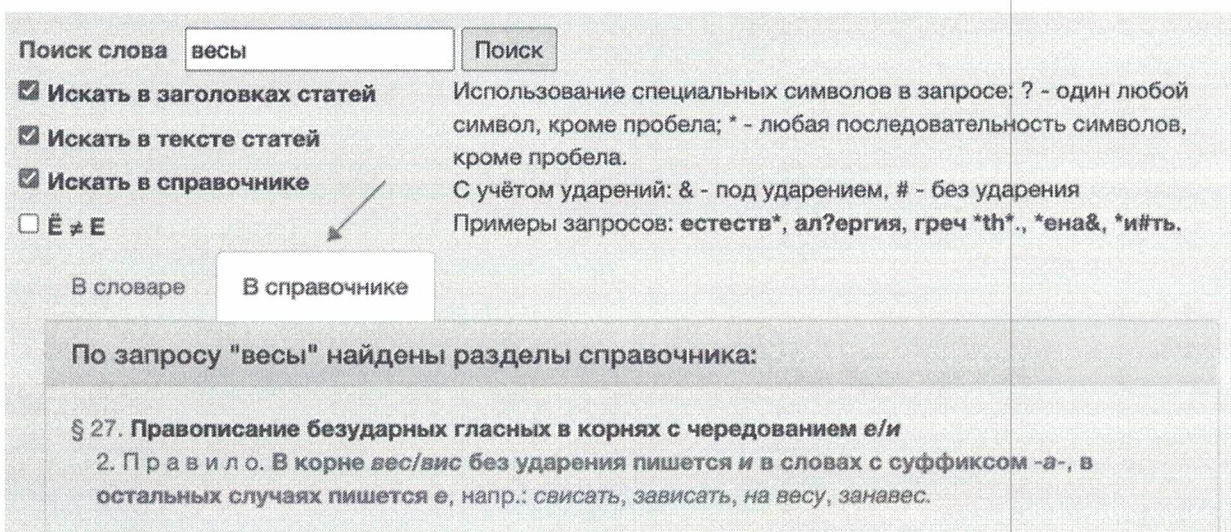 Поиск слова весы Поиск
Искать в заголовках статей
Искать в тексте статей
Искать в справочнике
Ё ≠ Е
Использование специальных символов в запросе: ? - один любой
символ, кроме пробела; * - любая последовательность символов,
кроме пробела.
С учётом ударений: & - под ударением, # - без ударения
Примеры запросов: естеств*, ал?ергия, греч *th*., *ена&, *и#ть.
В словаре В справочнике
По запросу "весы" найдены разделы справочника:
§ 27. Правописание безударных гласных в корнях с чередованием е/и
2. П р а в и л о. В корне вес/вис без ударения пишется и в словах с суффиксом -а-, в
остальных случаях пишется е, напр.: свисать, зависать, на весу, занавес.